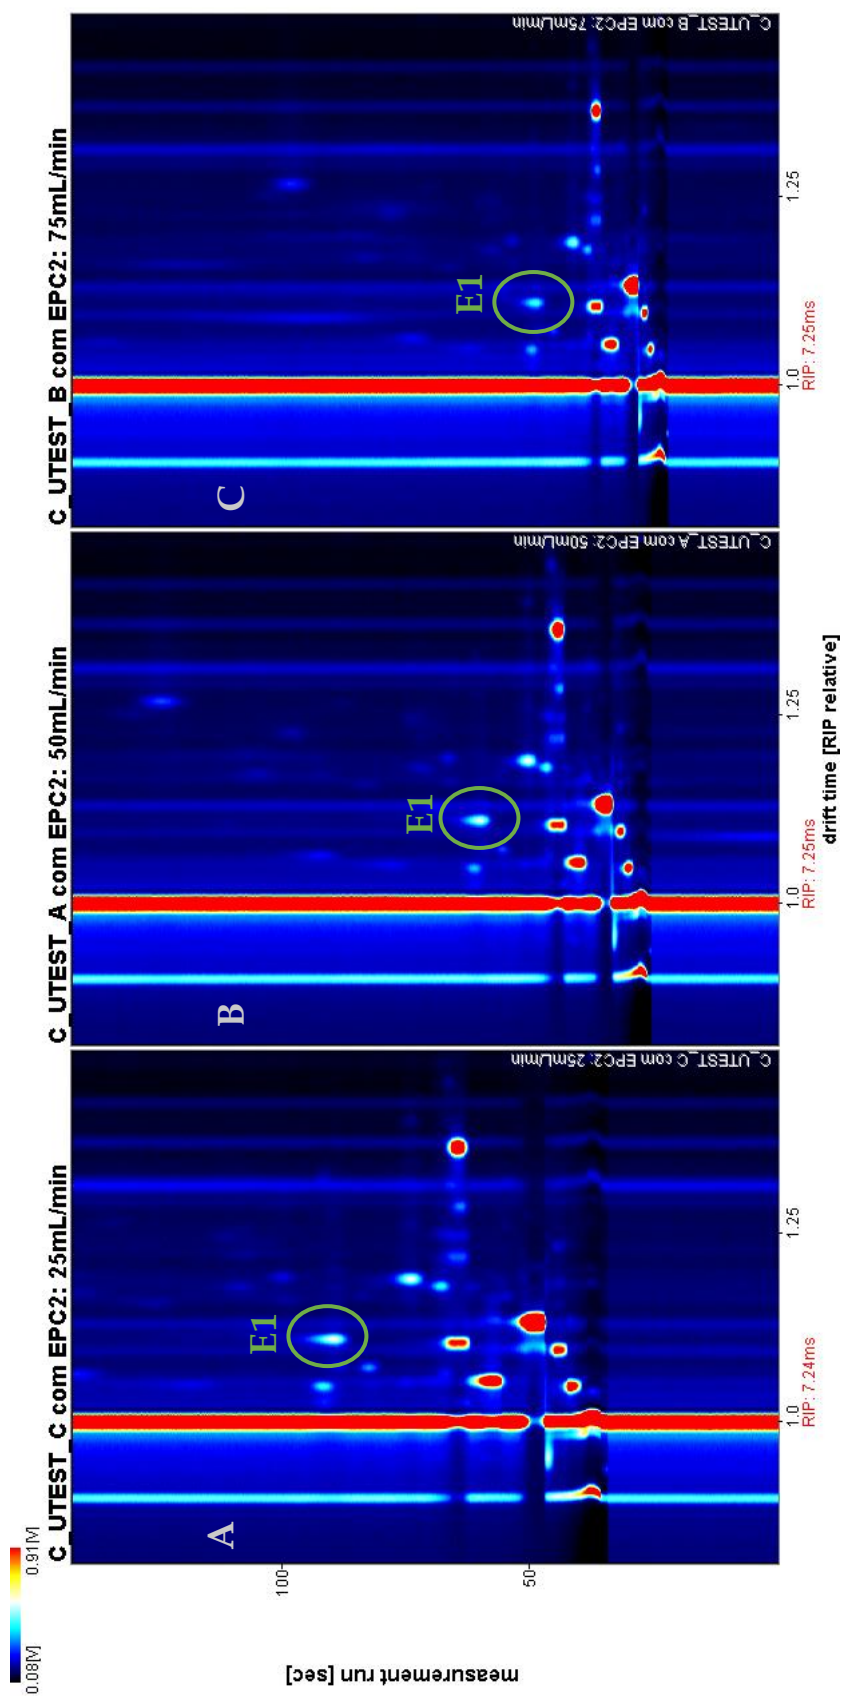 0.08[V]
0.91[V]
C_UTEST_C com EPC2: 25mL/min
C_UTEST_A com EPC2: 50mL/min
C_UTEST_B com EPC2: 75mL/min
A
B
C
E1
E1
E1
C_UTEST_C com EPC2: 25mL/min
C_UTEST_A com EPC2: 50mL/min
C_UTEST_B com EPC2: 75mL/min
measurement run [sec]
100
50
1.0
1.25
1.0
1.25
1.0
1.25
RIP: 7.24ms
RIP: 7.25ms
RIP: 7.25ms
drift time [RIP relative]